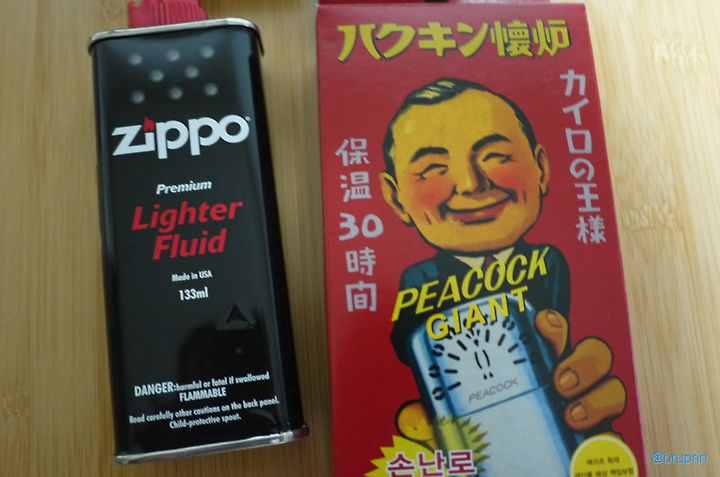 zippo
Premium
Lighter
Fluid
Made in USA
133ml
DANGER:harmful or fatal if swallowed
FLAMMABLE
Read carefully other cautions on the back panel.
Child-protective spout.
ハクキン懐炉
カイロの王様
保温30時間
PEACOCK
GIANT
PEACOCK
손난로
@bruprin